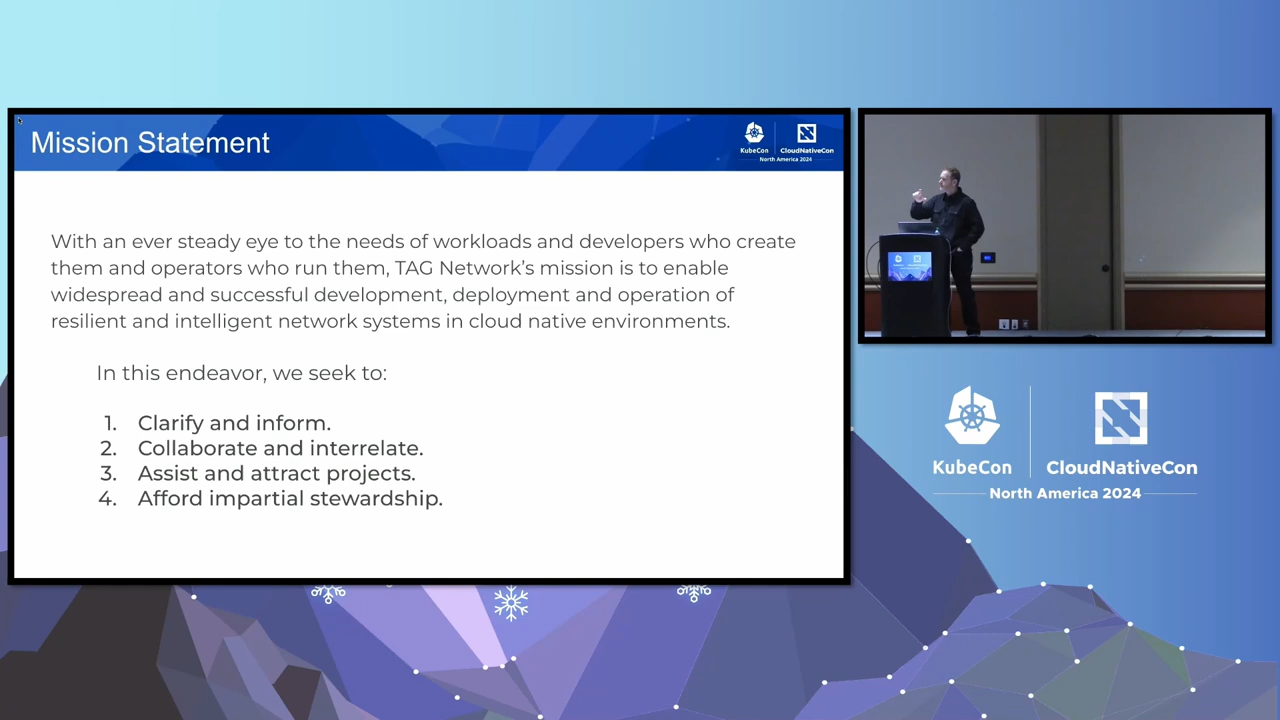 Mission Statement
KubeCon
CloudNativeCon
North America 2024
With an ever steady eye to the needs of workloads and developers who create
them and operators who run them, TAG Network's mission is to enable
widespread and successful development, deployment and operation of
resilient and intelligent network systems in cloud native environments.
In this endeavor, we seek to:
1. Clarify and inform.
2. Collaborate and interrelate.
3. Assist and attract projects.
4. Afford impartial stewardship.
KubeCon
CloudNativeCon
North America 2024